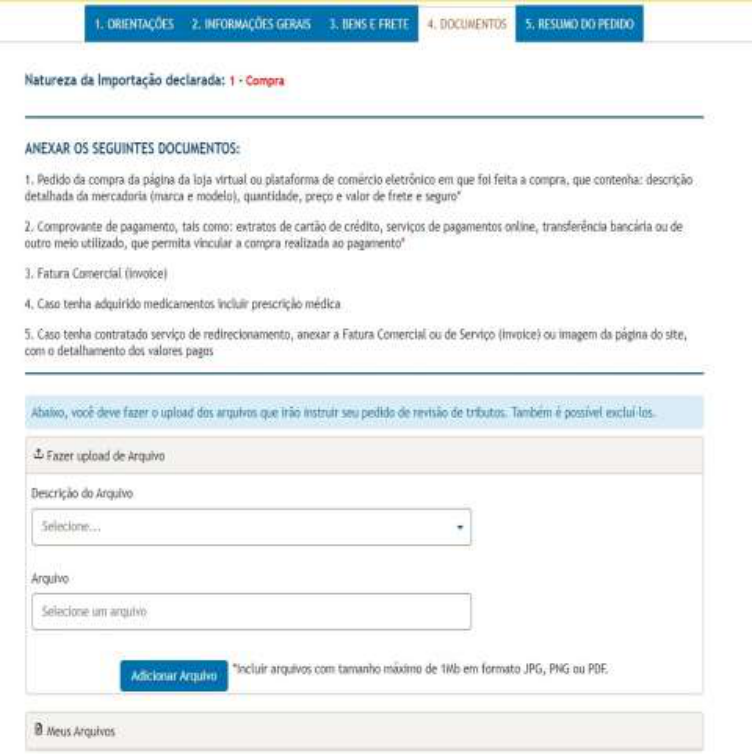 1. ORIENTAÇÕES 2. INFORMAÇÕES GERAIS 3. BENS E FRETE 4. DOCUMENTOS 5. RESUMO DO PEDIDO
Natureza da Importação declarada: 1 - Compra
ANEXAR OS SEGUINTES DOCUMENTOS:
1. Pedido da compra da página da loja virtual ou plataforma de comércio eletrônico em que foi feita a compra, que contenha: descrição
detalhada da mercadoria (marca e modelo), quantidade, preço e valor de frete e seguro*
2. Comprovante de pagamento, tais como: extratos de cartão de crédito, serviços de pagamentos online, transferência bancária ou de
outro meio utilizado, que permita vincular a compra realizada ao pagamento*
3. Fatura Comercial (invoice)
4. Caso tenha adquirido medicamentos incluir prescrição médica
5. Caso tenha contratado serviço de redirecionamento, anexar a Fatura Comercial ou de Serviço (invoice) ou imagem da página do site,
com o detalhamento dos valores pagos
Abaixo, você deve fazer o upload dos arquivos que irão instruir seu pedido de revisão de tributos. Também é possível excluí-los.
Fazer upload de Arquivo
Descrição do Arquivo
Selecione...
Arquivo
Selecione um arquivo
Adicionar Arquivo *Incluir arquivos com tamanho máximo de 1Mb em formato JPG, PNG ou PDF.
Meus Arquivos